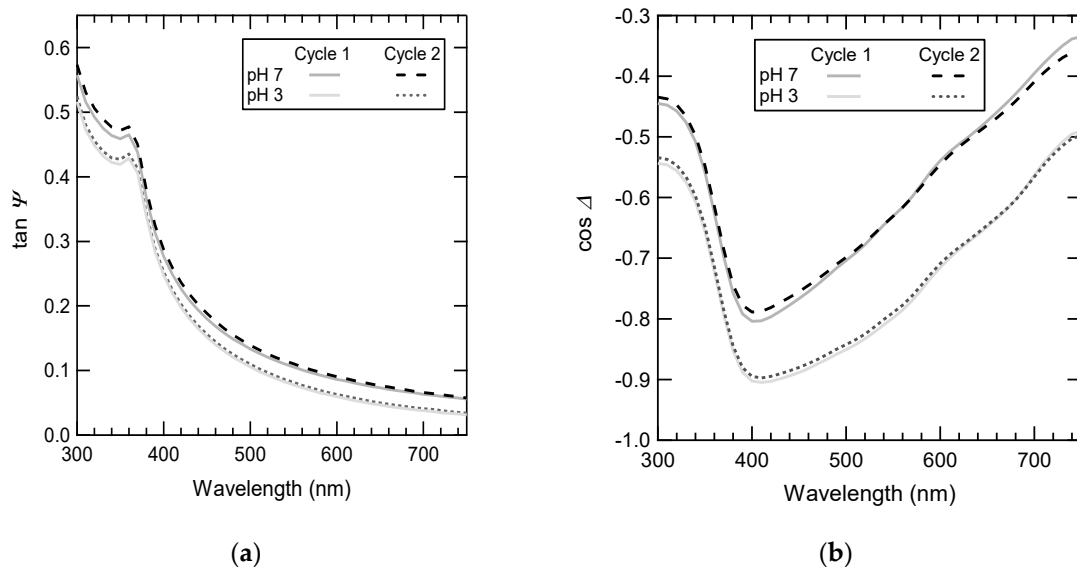 0.6
0.5
0.4
0.3
0.2
0.1
0.0
tan Ψ
Cycle 1 Cycle 2
pH 7
pH 3
300 400 500 600 700
Wavelength (nm)
(a)
-0.3
-0.4
-0.5
-0.6
-0.7
-0.8
-0.9
-1.0
cos Δ
Cycle 1 Cycle 2
pH 7
pH 3
300 400 500 600 700
Wavelength (nm)
(b)